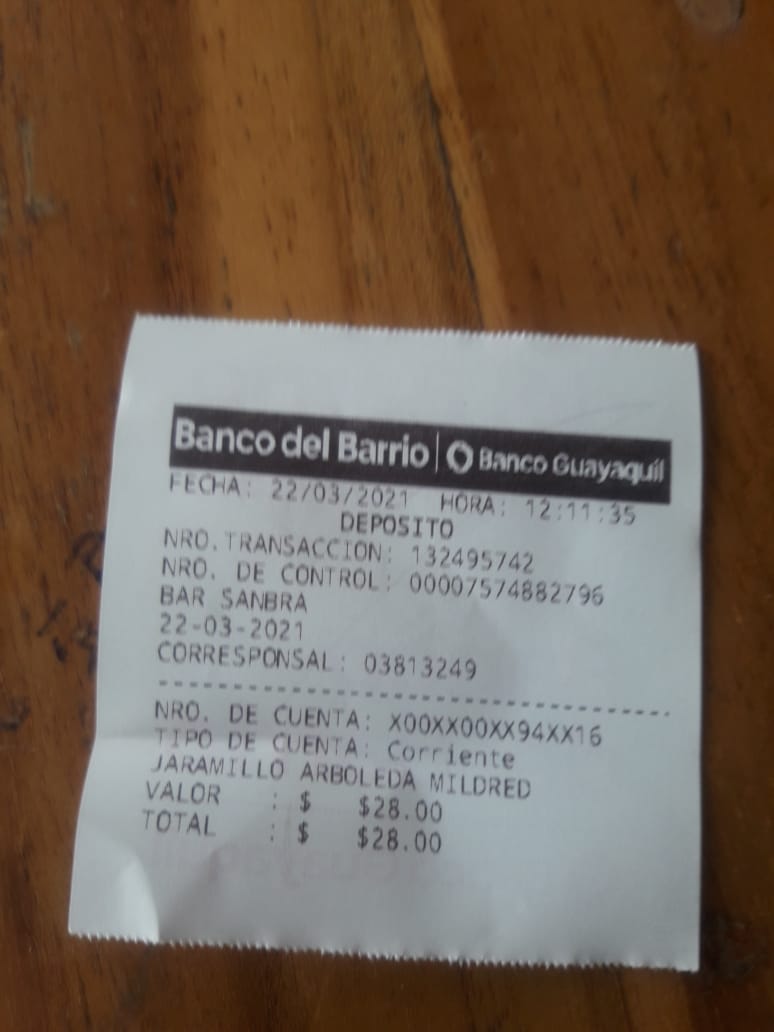 Banco del Barrio | Banco Guayaquil
FECHA: 22/03/2021 HORA: 12:11:35
DEPOSITO
NRO.TRANSACCION: 132495742
NRO. DE CONTROL: 00007574882796
BAR SANBRA
22-03-2021
CORRESPONSAL: 03813249
NRO. DE CUENTA: X00XX00XX94XX16
TIPO DE CUENTA: Corriente
JARAMILLO ARBOLEDA MILDRED
VALOR : $ $28.00
TOTAL : $ $28.00